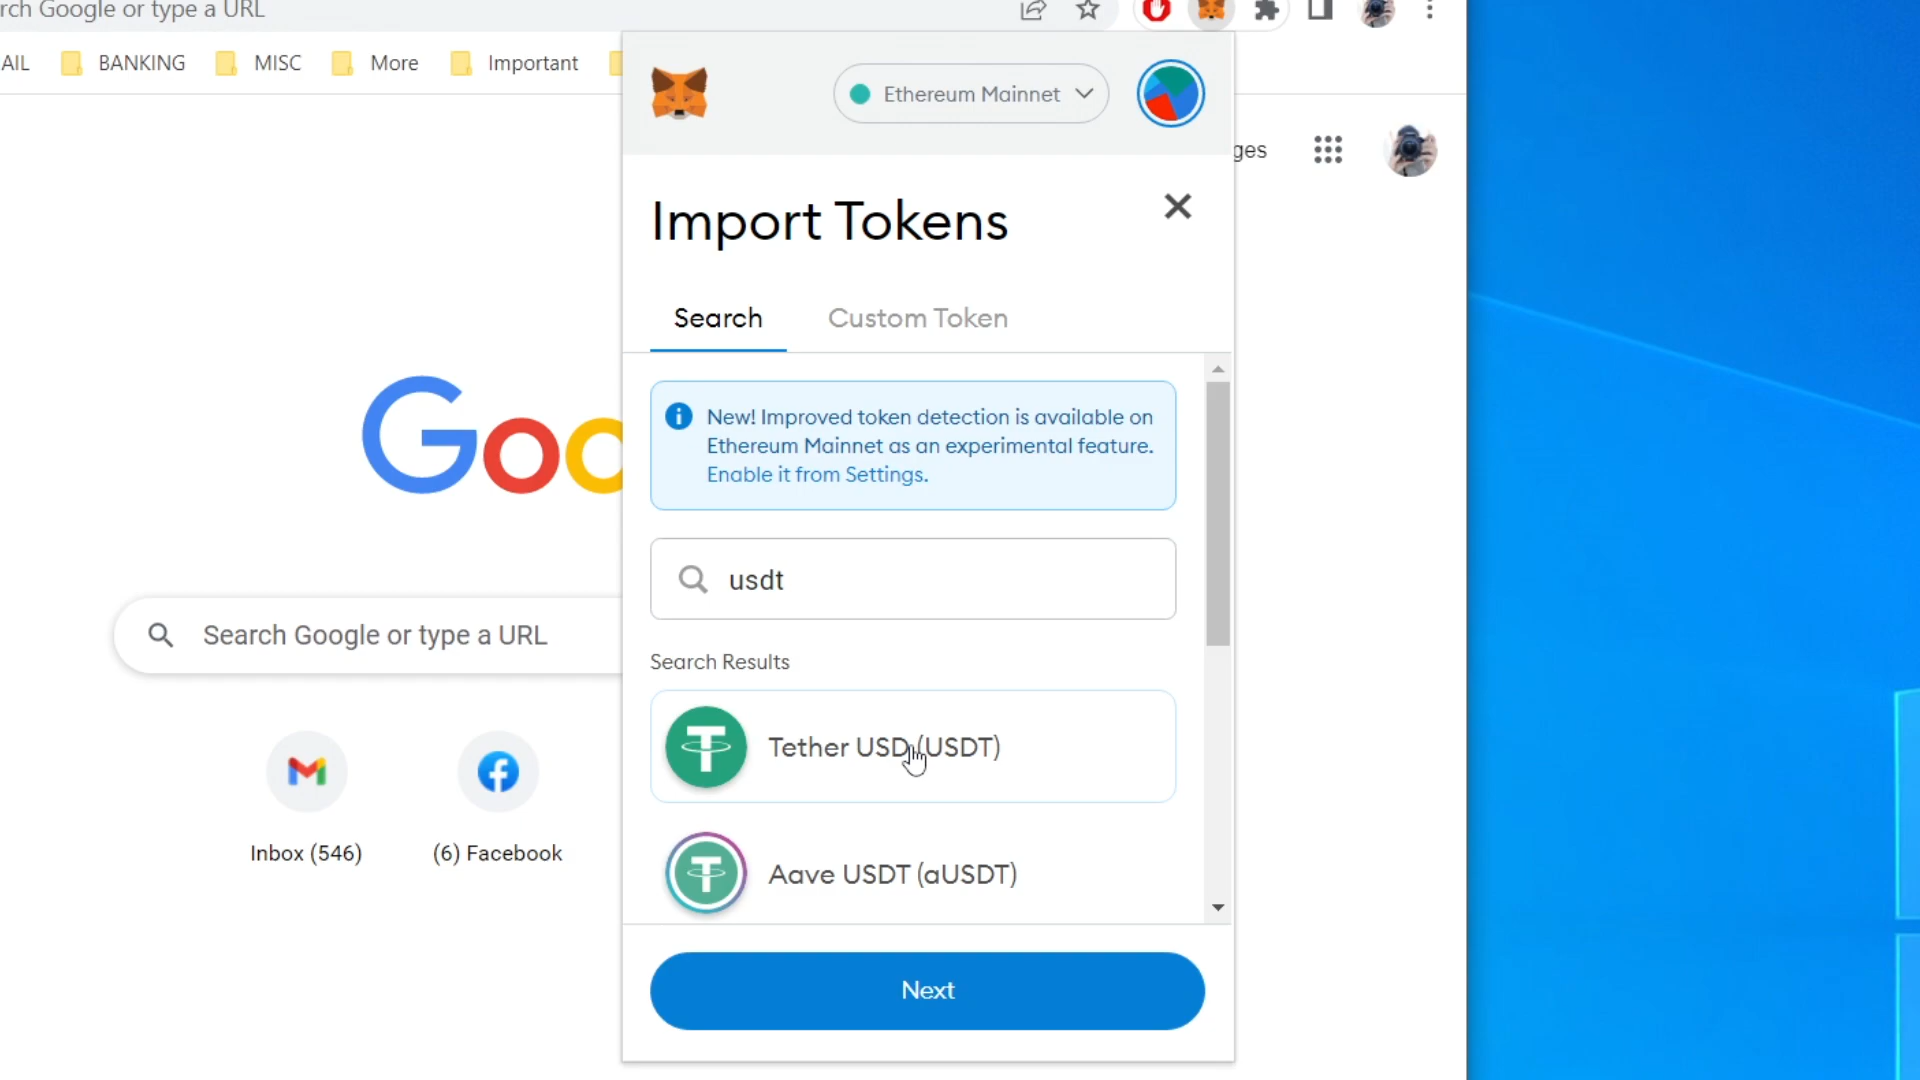 rch Google or type a URL
AIL
BANKING
MISC
More
Important
Ethereum Mainnet
ges
Import Tokens
Search
Custom Token
New! Improved token detection is available on
Ethereum Mainnet as an experimental feature.
Enable it from Settings.
Goo
usdt
Search Google or type a URL
Search Results
Tether USD (USDT)
Inbox (546)
(6) Facebook
Aave USDT (aUSDT)
Next